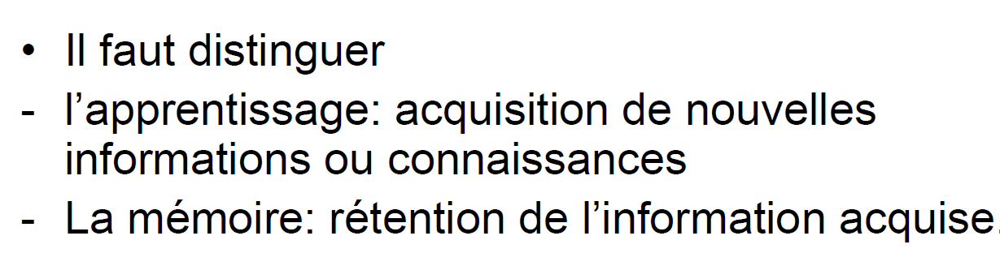 • Il faut distinguer
- l’apprentissage: acquisition de nouvelles
informations ou connaissances
- La mémoire: rétention de l’information acquise.